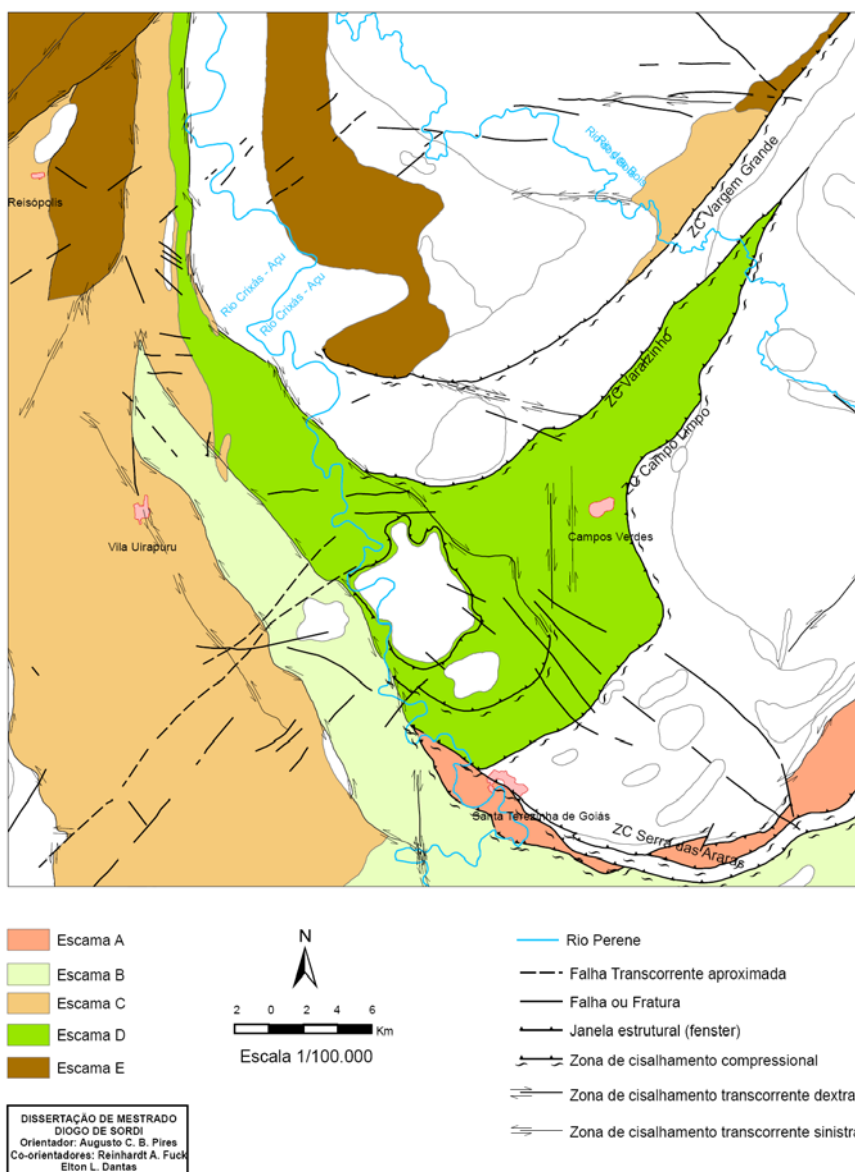 Rio Crixás - Açu
Rio Crixás - Açu
ZC Vargem Grande
Reisópolis
ZC Varalzinho
ZC Campo Limpo
Vila Uirapuru
Campos Verdes
Santa Terezinha de Goiás
ZC Serra das Araras
Escama A
Escama B
Escama C
Escama D
Escama E
N
2 0 2 4 6
Km
Escala 1/100.000
Rio Perene
Falha Transcorrente aproximada
Falha ou Fratura
Janela estrutural (fenster)
Zona de cisalhamento compressional
Zona de cisalhamento transcorrente dextra
Zona de cisalhamento transcorrente sinistra
DISSERTAÇÃO DE MESTRADO
DIOGO DE SORDI
Orientador: Augusto C. B. Pires
Co-orientadores: Reinhardt A. Fuck
Elton L. Dantas